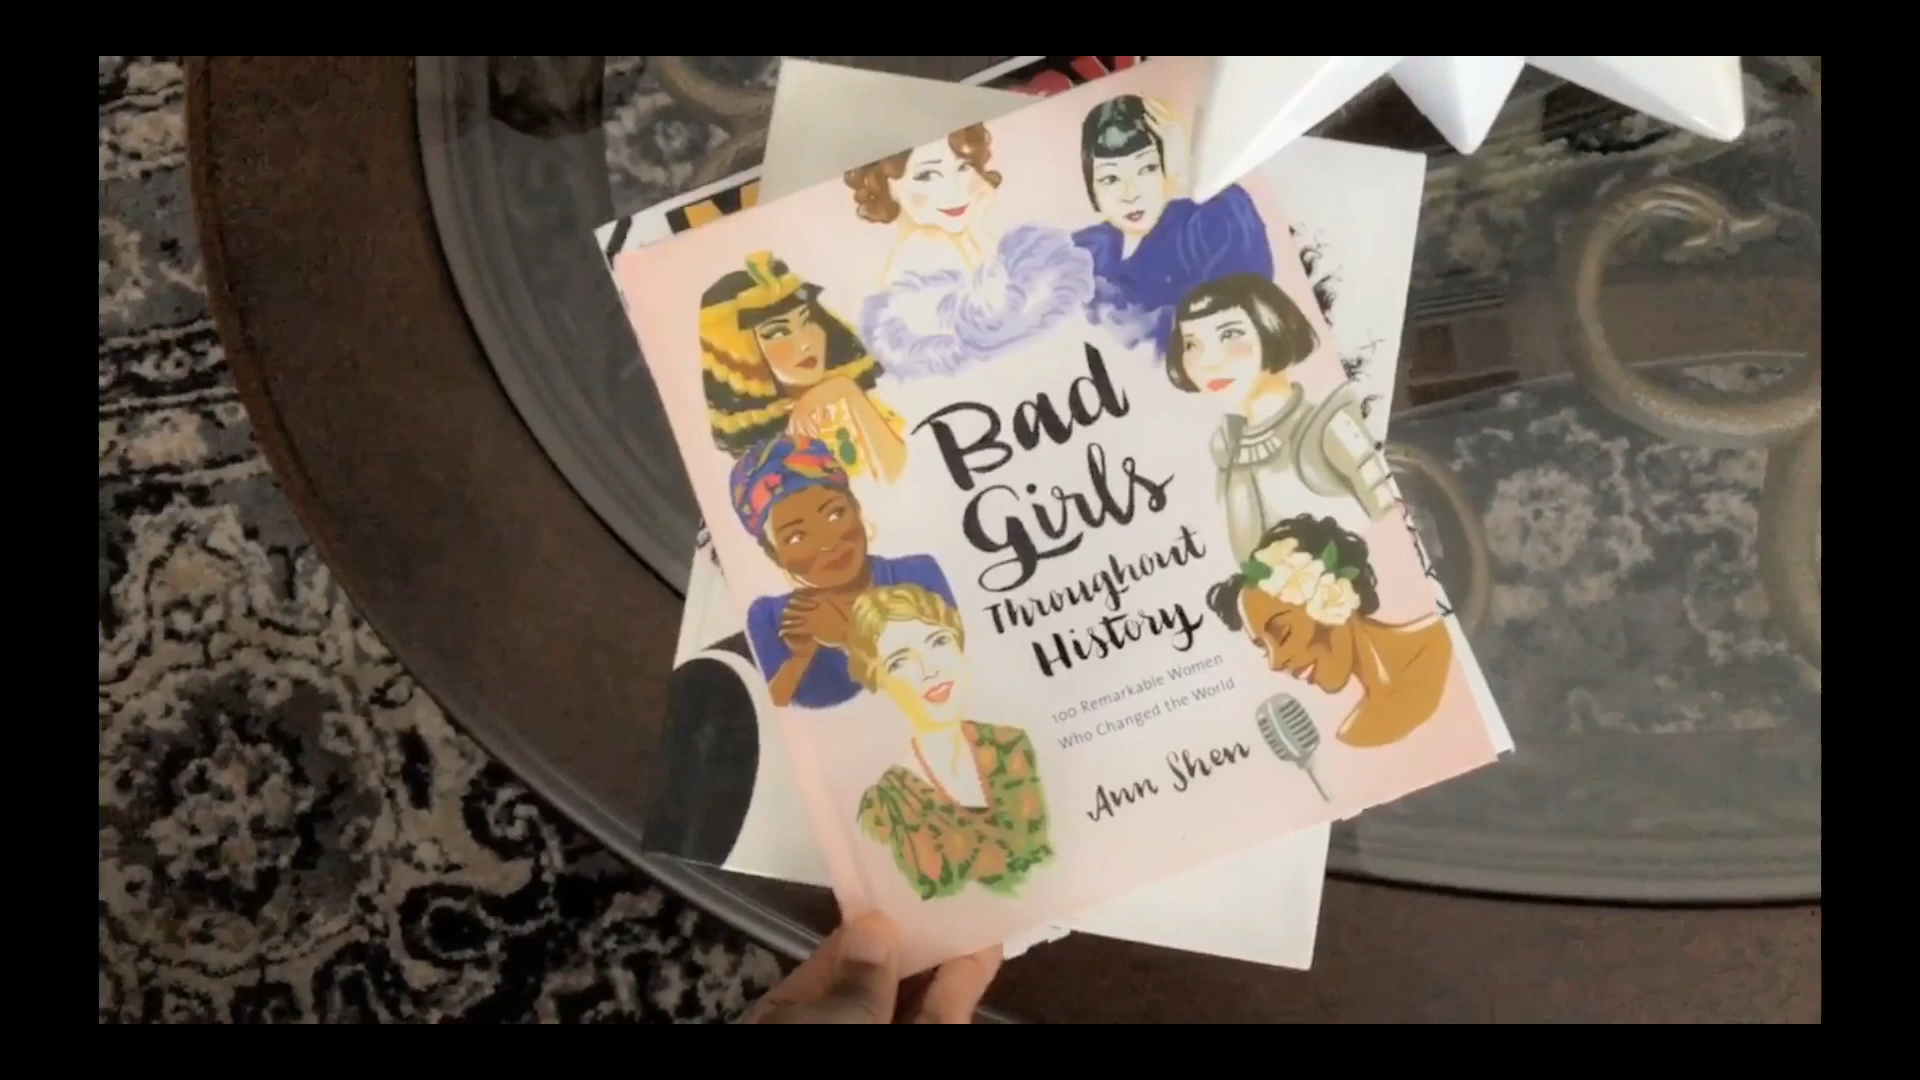 Bad
Girls
Throughout
History
100 Remarkable Women
Who Changed the World
Ann Shen